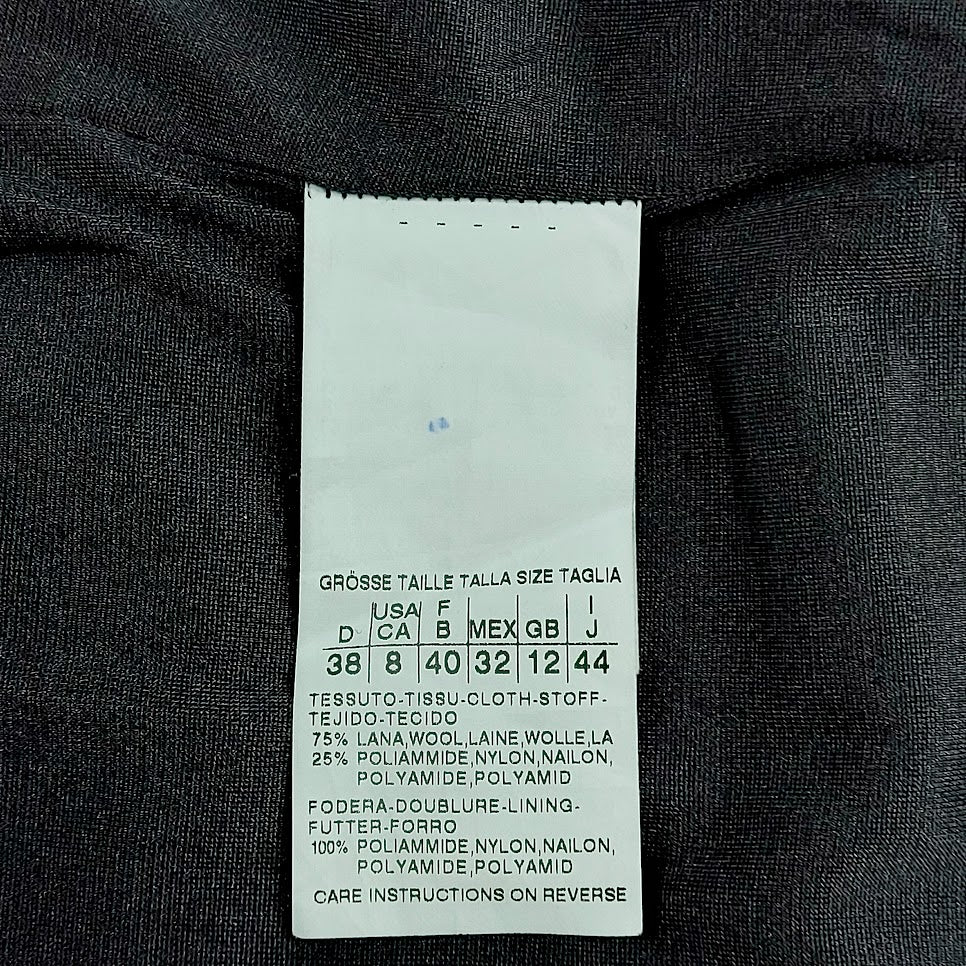 GRÖSSE TAILLE TALLA SIZE TAGLIA
D USA CA F B MEX GB I J
38 8 40 32 12 44
TESSUTO-TISSU-CLOTH-STOFF-
TEJIDO-TECIDO
75% LANA,WOOL,LAINE,WOLLE,LA
25% POLIAMMIDE,NYLON,NAILON,
POLYAMIDE,POLYAMID
FODERA-DOUBLURE-LINING-
FUTTER-FORRO
100% POLIAMMIDE,NYLON,NAILON,
POLYAMIDE,POLYAMID
CARE INSTRUCTIONS ON REVERSE